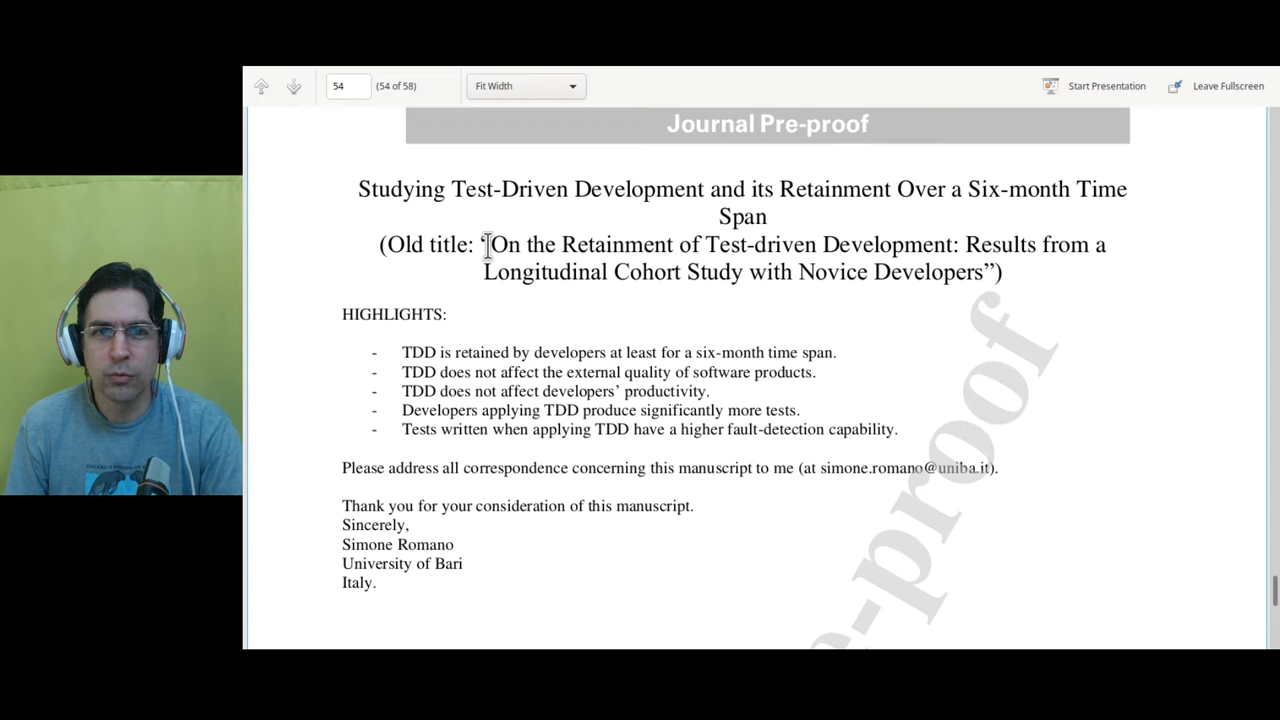 54
(54 of 58)
Fit Width
Start Presentation
Leave Fullscreen
Journal Pre-proof
Studying Test-Driven Development and its Retainment Over a Six-month Time
Span
(Old title: “On the Retainment of Test-driven Development: Results from a
Longitudinal Cohort Study with Novice Developers”)
HIGHLIGHTS:
- TDD is retained by developers at least for a six-month time span.
- TDD does not affect the external quality of software products.
- TDD does not affect developers’ productivity.
- Developers applying TDD produce significantly more tests.
- Tests written when applying TDD have a higher fault-detection capability.
Please address all correspondence concerning this manuscript to me (at simone.romano@uniba.it).
Thank you for your consideration of this manuscript.
Sincerely,
Simone Romano
University of Bari
Italy.
-proof